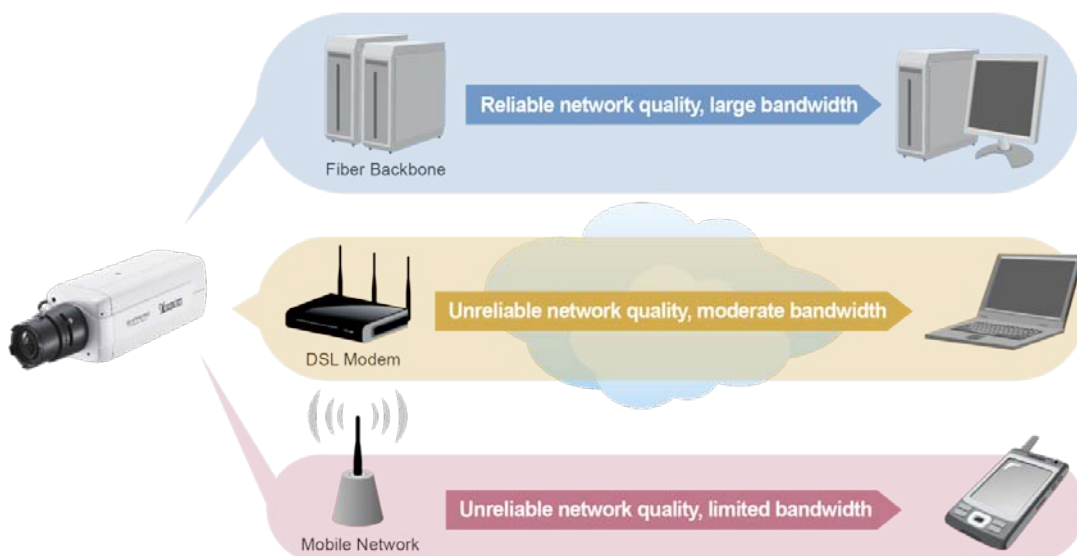 Reliable network quality, large bandwidth
Fiber Backbone
Unreliable network quality, moderate bandwidth
DSL Modem
Unreliable network quality, limited bandwidth
Mobile Network